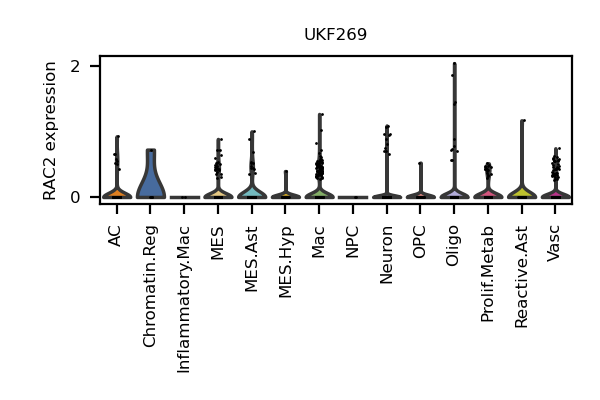 UKF269
RAC2 expression
2
0
AC
Chromatin.Reg
Inflammatory.Mac
MES
MES.Ast
MES.Hyp
Mac
NPC
Neuron
OPC
Oligo
Prolif.Metab
Reactive.Ast
Vasc